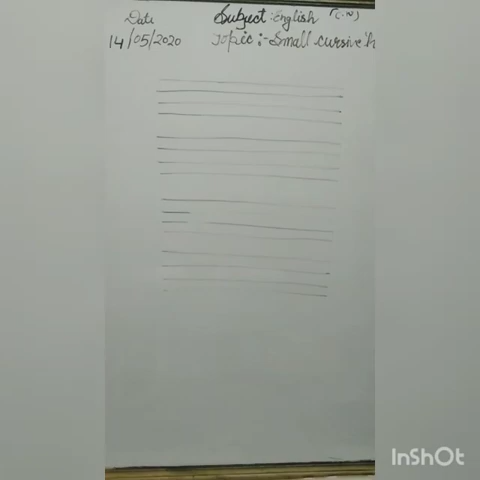 Date Subject:English (C.N)
14/05/2020 Topic:-Small cursive 'h
InShOt